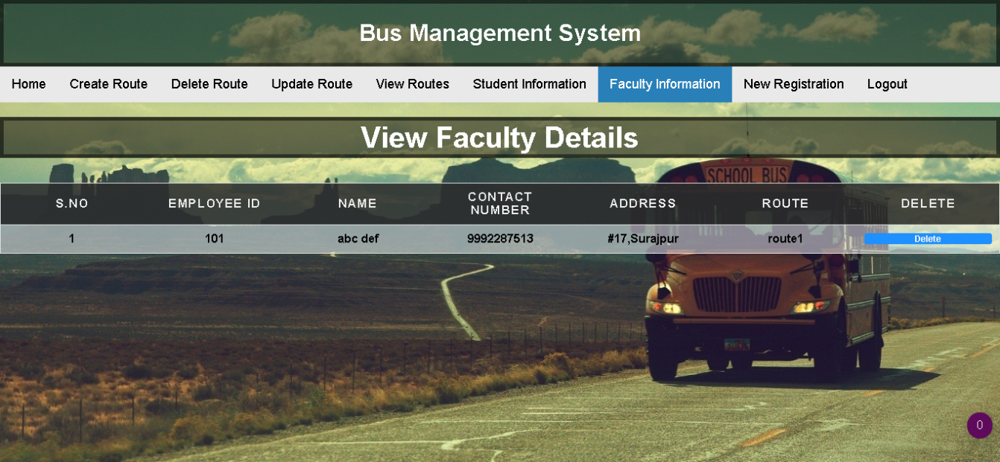 Bus Management System
Home Create Route Delete Route Update Route View Routes Student Information Faculty Information New Registration Logout
View Faculty Details
SCHOOL BUS
S.NO EMPLOYEE ID NAME CONTACT NUMBER ADDRESS ROUTE DELETE
1 101 abc def 9992287513 #17,Surajpur route1 Delete
0